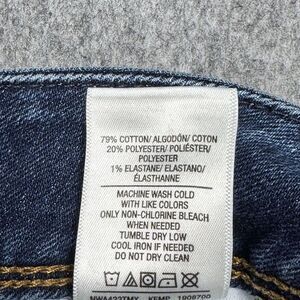 79% COTTON/ ALGODÓN/ COTON
20% POLYESTER/ POLIÉSTER/
POLYESTER
1% ELASTANE/ ELASTANO/
ÉLASTHANNE
MACHINE WASH COLD
WITH LIKE COLORS
ONLY NON-CHLORINE BLEACH
WHEN NEEDED
TUMBLE DRY LOW
COOL IRON IF NEEDED
DO NOT DRY CLEAN
KEMP